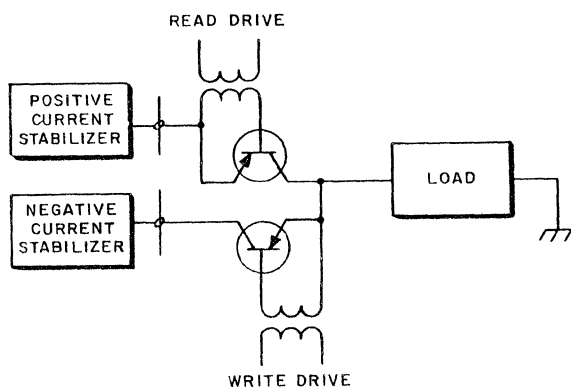 READ DRIVE
POSITIVE
CURRENT
STABILIZER
NEGATIVE
CURRENT
STABILIZER
LOAD
WRITE DRIVE